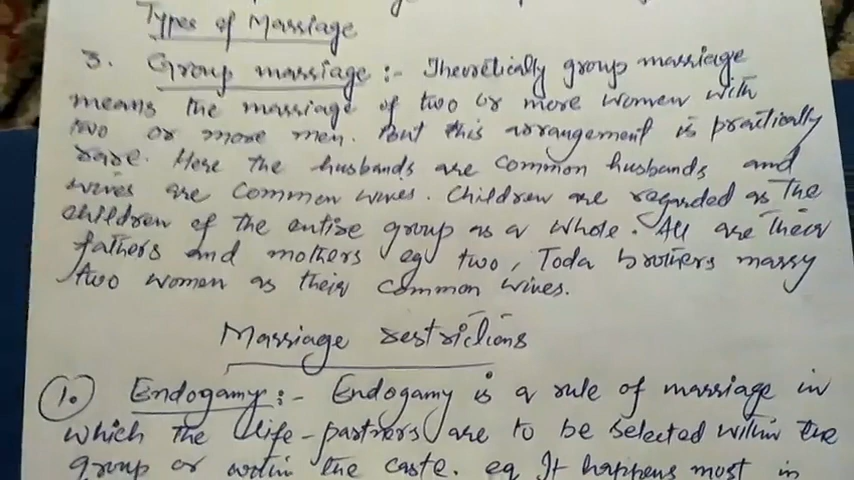 Types of Marriage
3. Group marriage :- Theoretically group marriage
means the marriage of two or more women with
two or more men. But this arrangement is practically
rare. Here the husbands are common husbands and
wives are common wives. Children are regarded as the
children of the entire group as a whole. All are their
fathers and mothers eg two, Toda brothers marry
two women as their common wives.
Marriage restrictions
1. Endogamy :- Endogamy is a rule of marriage in
which the life-partners are to be selected within the
group or within the caste. eg It happens most in